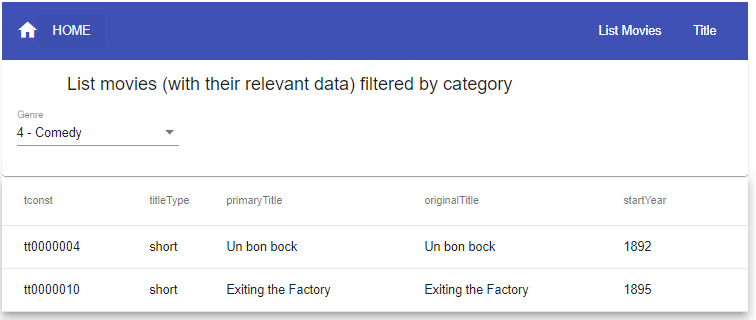 HOME List Movies Title
List movies (with their relevant data) filtered by category
Genre
4 - Comedy
tconst titleType primaryTitle originalTitle startYear
tt0000004 short Un bon bock Un bon bock 1892
tt0000010 short Exiting the Factory Exiting the Factory 1895